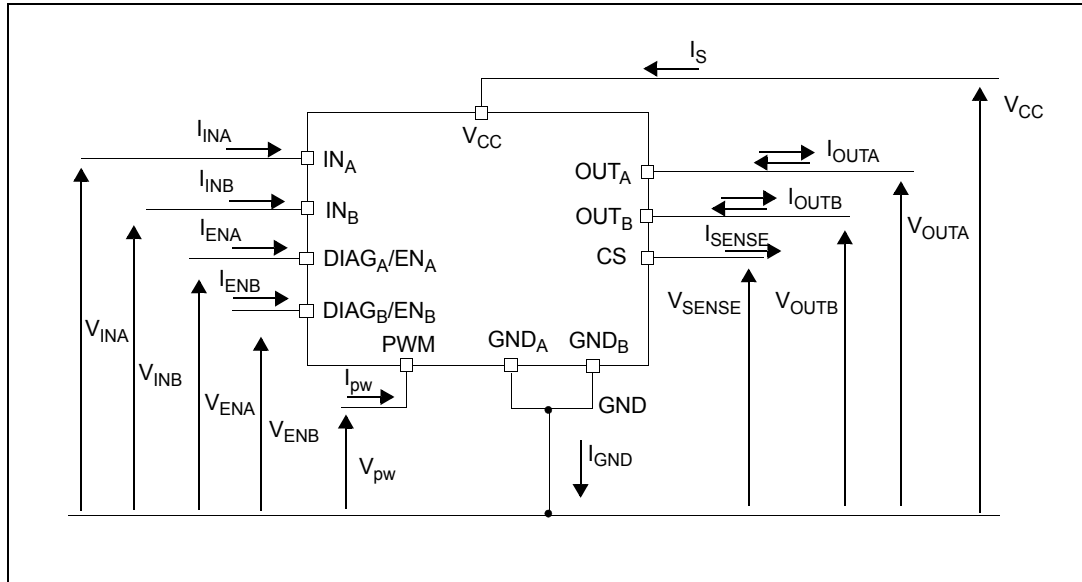 I_S
V_CC
V_CC
I_INA
IN_A
OUT_A
I_OUTA
I_INB
IN_B
OUT_B
I_OUTB
I_ENA
DIAG_A/EN_A
CS
I_SENSE
V_OUTA
I_ENB
DIAG_B/EN_B
V_SENSE
V_OUTB
V_INA
PWM
GND_A
GND_B
V_INB
I_pw
GND
V_ENA
V_ENB
V_pw
I_GND